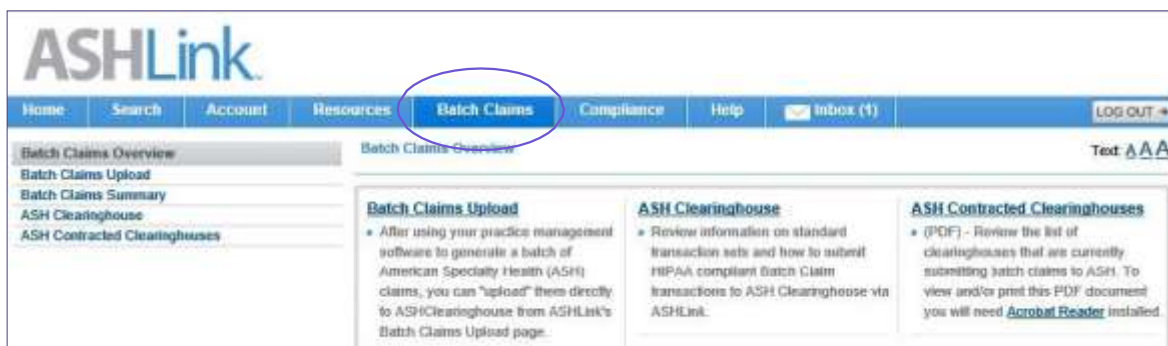 ASHLink
Home Search Account Resources Batch Claims Compliance Help Inbox (1) LOG OUT
Batch Claims Overview
Batch Claims Upload
Batch Claims Summary
ASH Clearinghouse
ASH Contracted Clearinghouses
Batch Claims Overview
Text A A A
Batch Claims Upload
• After using your practice management
software to generate a batch of
American Specialty Health (ASH)
claims, you can "upload" them directly
to ASHClearinghouse from ASHLink's
Batch Claims Upload page.
ASH Clearinghouse
• Review information on standard
transaction sets and how to submit
HIPAA compliant Batch Claim
transactions to ASH Clearinghouse via
ASHLink.
ASH Contracted Clearinghouses
• (PDF) - Review the list of
clearinghouses that are currently
submitting batch claims to ASH. To
view and/or print this PDF document
you will need Acrobat Reader installed.